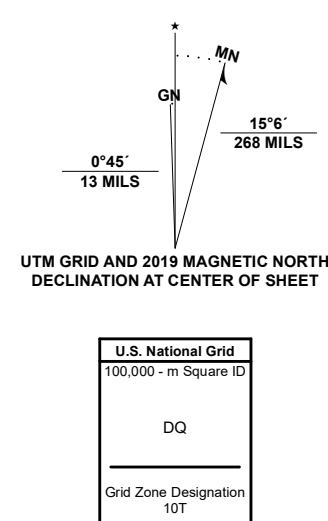 ★
MN
GN
15°6´
268 MILS
0°45´
13 MILS
UTM GRID AND 2019 MAGNETIC NORTH
DECLINATION AT CENTER OF SHEET
U.S. National Grid
100,000 - m Square ID
DQ
Grid Zone Designation
10T